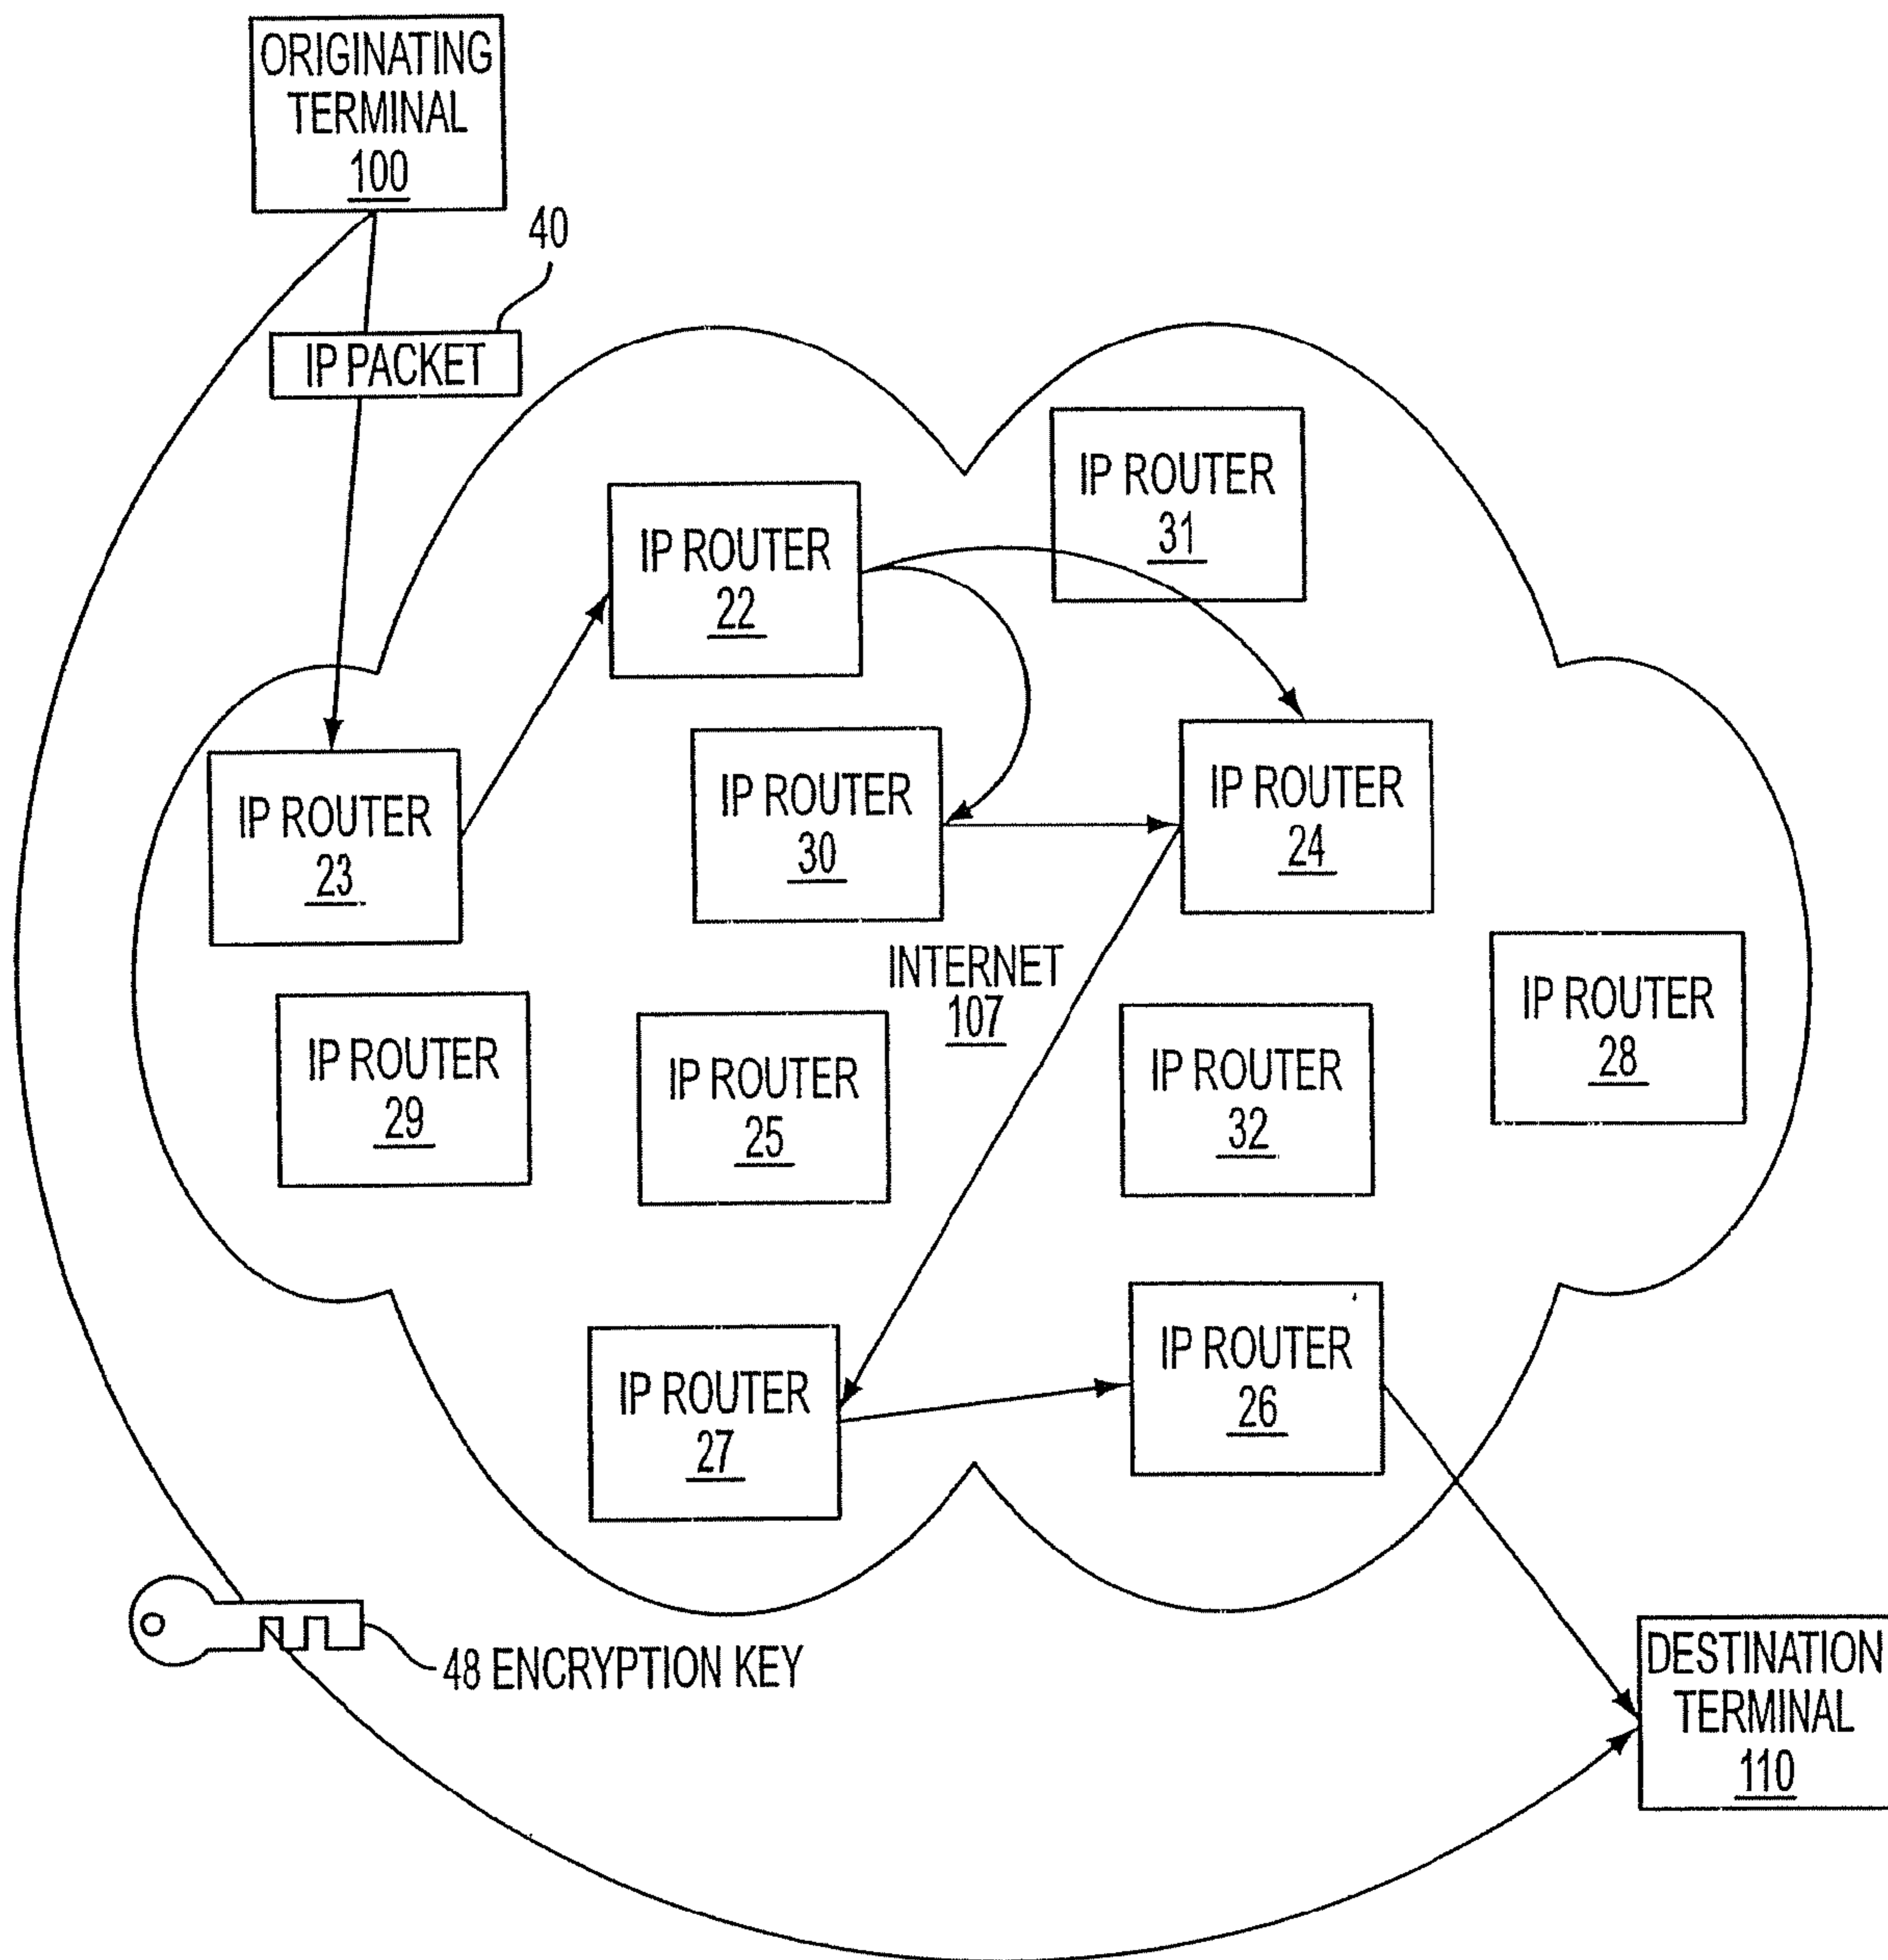 ORIGINATING
TERMINAL
100
40
IP PACKET
IP ROUTER
31
IP ROUTER
22
IP ROUTER
23
IP ROUTER
30
IP ROUTER
24
INTERNET
107
IP ROUTER
28
IP ROUTER
29
IP ROUTER
25
IP ROUTER
32
IP ROUTER
27
IP ROUTER
26
48 ENCRYPTION KEY
DESTINATION
TERMINAL
110